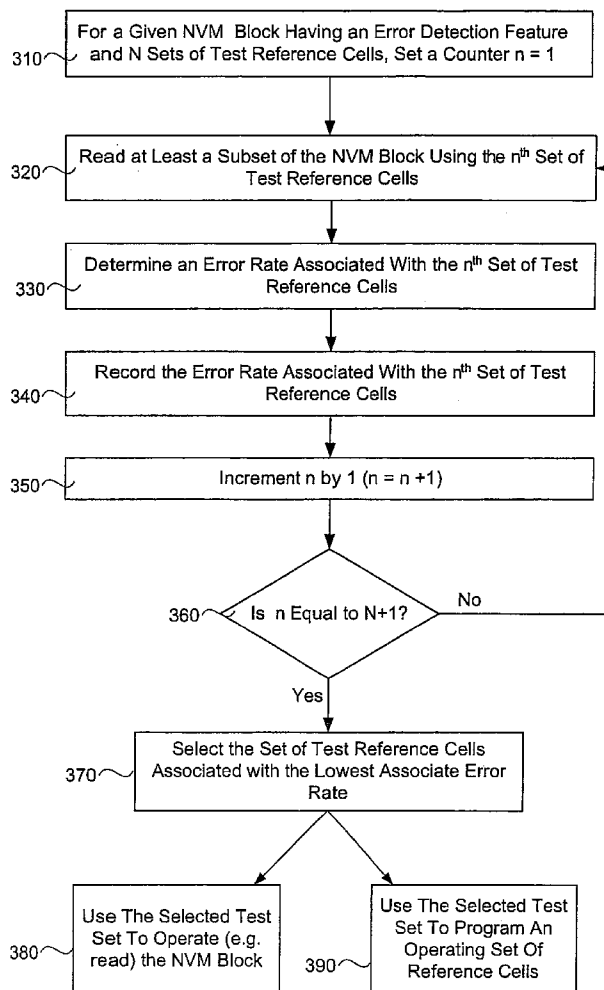 For a Given NVM Block Having an Error Detection Feature
and N Sets of Test Reference Cells, Set a Counter n = 1
310
Read at Least a Subset of the NVM Block Using the nth Set of
Test Reference Cells
320
Determine an Error Rate Associated With the nth Set of Test
Reference Cells
330
Record the Error Rate Associated With the nth Set of Test
Reference Cells
340
Increment n by 1 (n = n +1)
350
Is n Equal to N+1?
360
No
Yes
Select the Set of Test Reference Cells
Associated with the Lowest Associate Error
Rate
370
Use The Selected Test
Set To Operate (e.g.
read) the NVM Block
380
Use The Selected Test
Set To Program An
Operating Set Of
Reference Cells
390